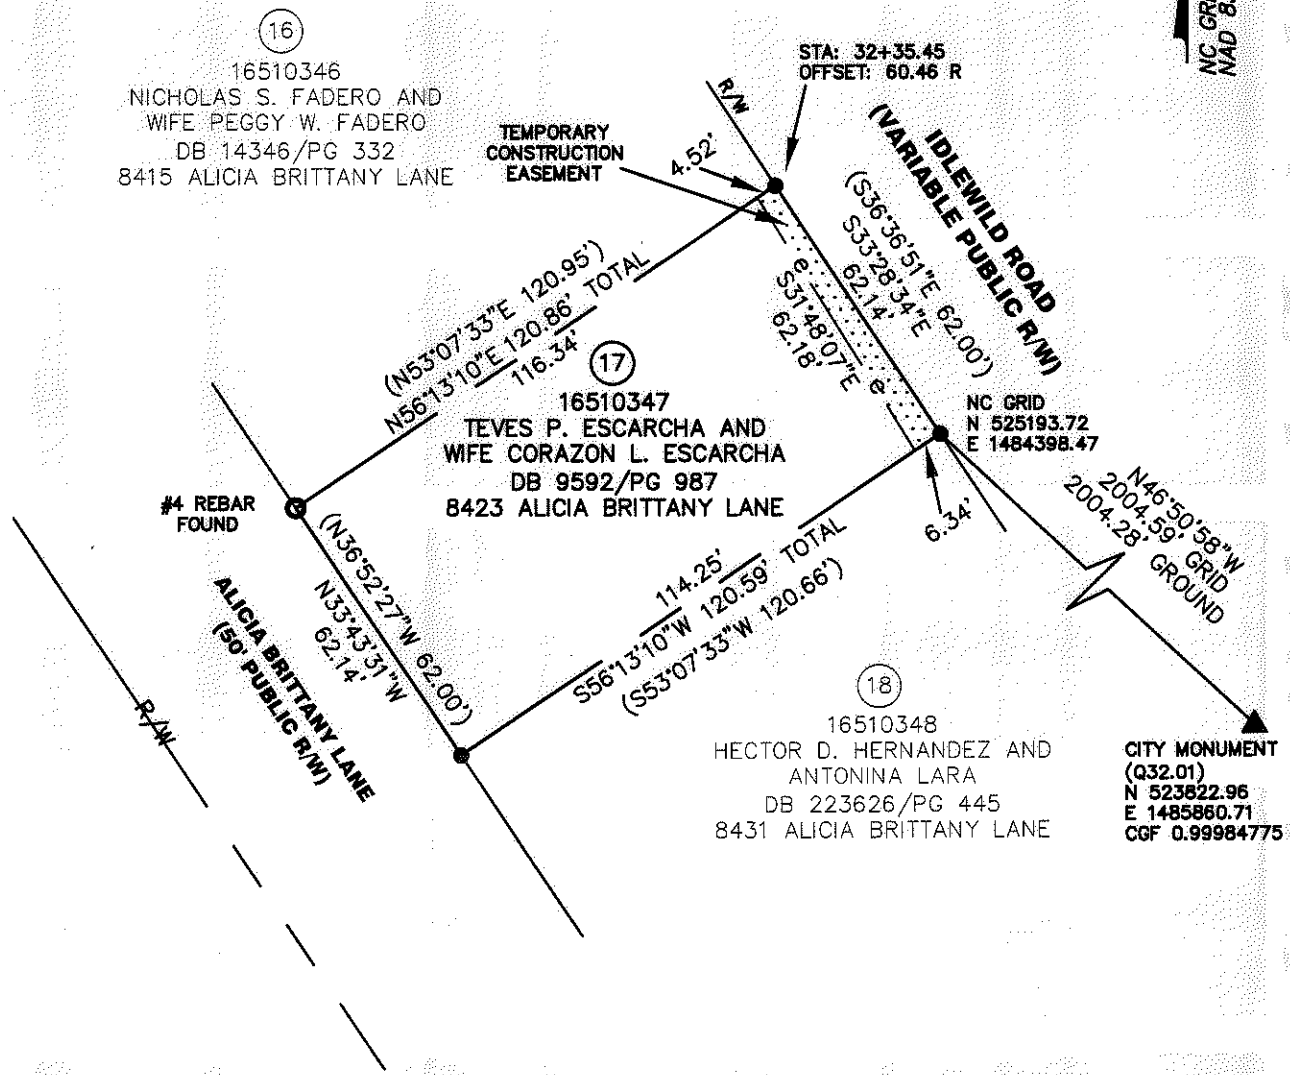 16
16510346
NICHOLAS S. FADERO AND
WIFE PEGGY W. FADERO
DB 14346/PG 332
8415 ALICIA BRITTANY LANE
TEMPORARY
CONSTRUCTION
EASEMENT
4.52'
R/W
STA: 32+35.45
OFFSET: 60.46 R
IDLEWILD ROAD
(VARIABLE PUBLIC R/W)
(S36°36'51"E 62.00')
S33°28'34"E
62.14'
e
S31°48'07"E
62.18'
e
(N53°07'33"E 120.95')
N56°13'10"E 120.86' TOTAL
116.34'
17
16510347
TEVES P. ESCARCHA AND
WIFE CORAZON L. ESCARCHA
DB 9592/PG 987
8423 ALICIA BRITTANY LANE
NC GRID
N 525193.72
E 1484398.47
N46°50'58"W
2004.59' GRID
2004.28' GROUND
6.34'
#4 REBAR
FOUND
(N36°52'27"W 62.00')
N33°43'31"W
62.14'
ALICIA BRITTANY LANE
(50' PUBLIC R/W)
R/W
114.25'
S56°13'10"W 120.59' TOTAL
(S53°07'33"W 120.66')
18
16510348
HECTOR D. HERNANDEZ AND
ANTONINA LARA
DB 223626/PG 445
8431 ALICIA BRITTANY LANE
CITY MONUMENT
(Q32.01)
N 523822.96
E 1485860.71
CGF 0.99984775